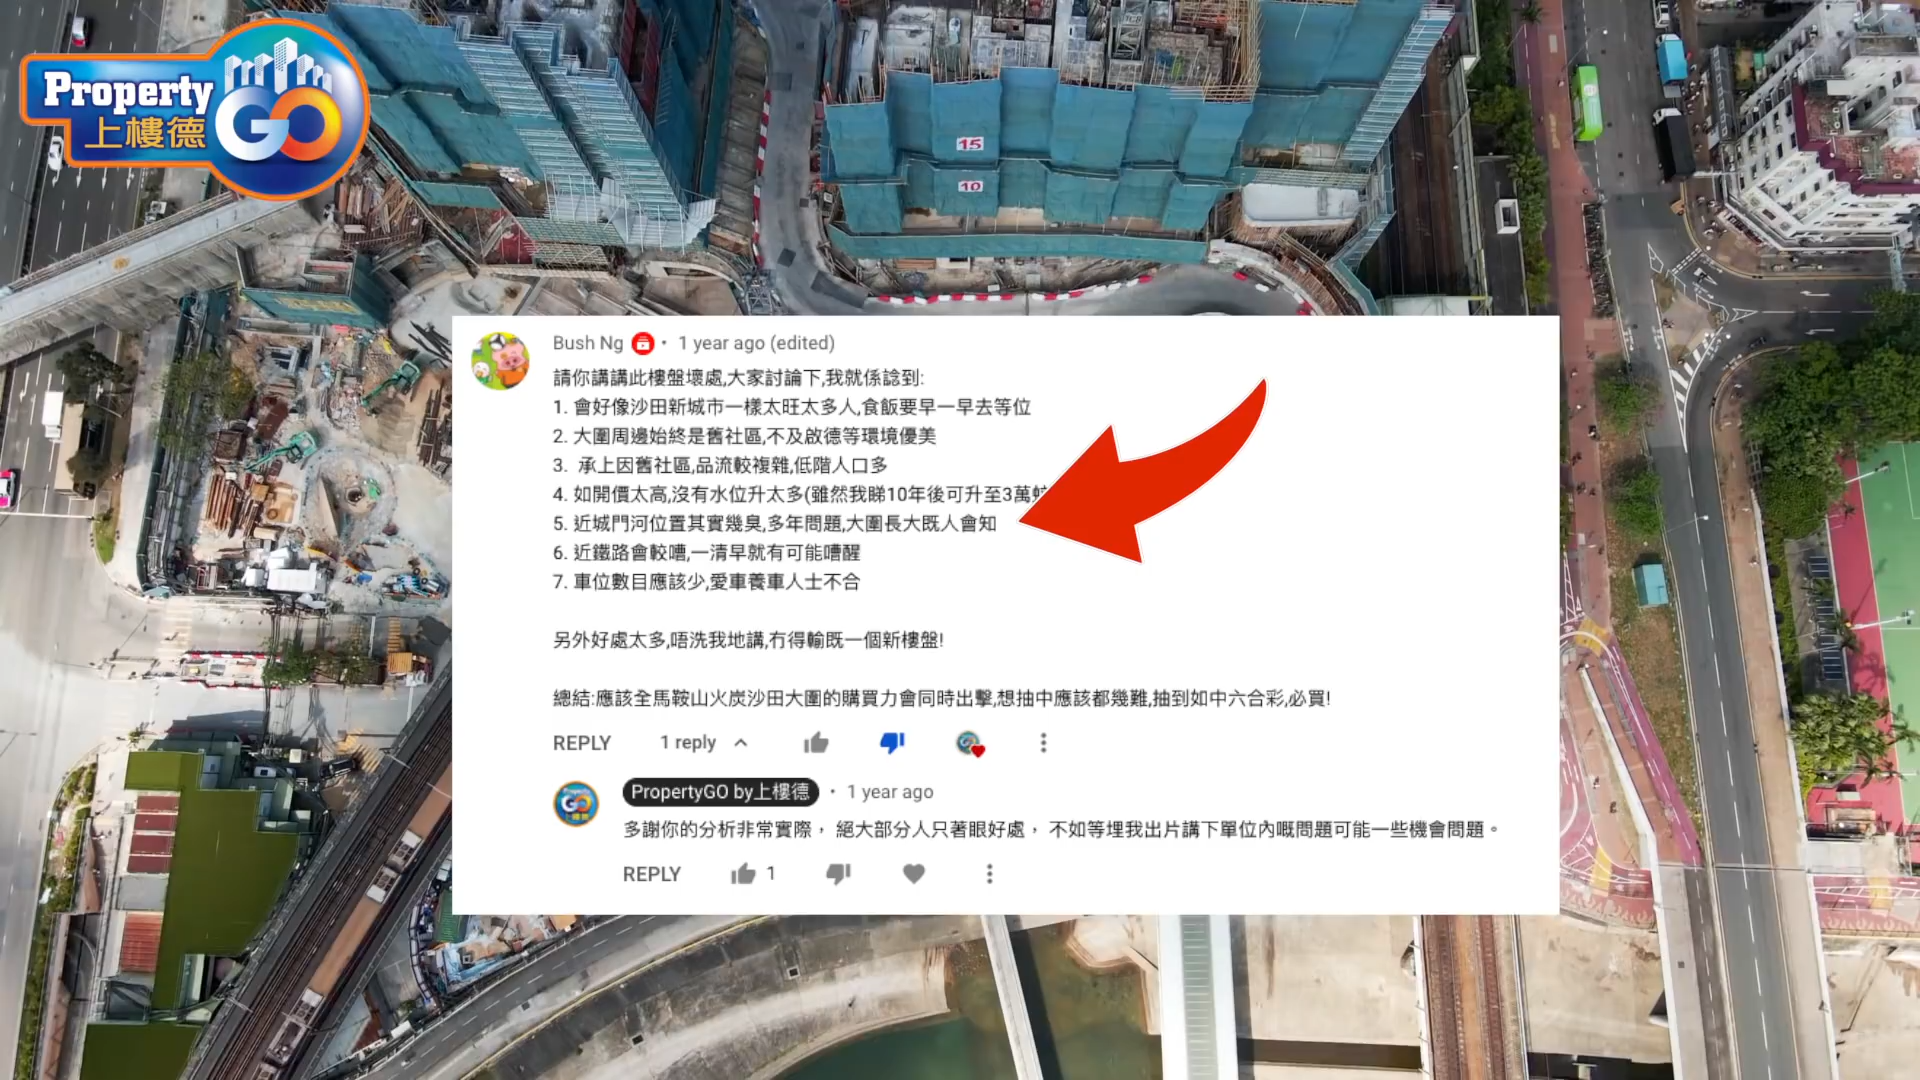 Property
上樓德
GO
15
10
Bush Ng • 1 year ago (edited)
請你講講此樓盤壞處,大家討論下,我就係諗到:
1. 會好像沙田新城市一樣太旺太多人,食飯要早一早去等位
2. 大圍周邊始終是舊社區,不及啟德等環境優美
3. 承上因舊社區,品流較複雜,低階人口多
4. 如開價太高,沒有水位升太多(雖然我睇10年後可升至3萬
5. 近城門河位置其實幾臭,多年問題,大圍長大既人會知
6. 近鐵路會較嘈,一清早就有可能嘈醒
7. 車位數目應該少,愛車養車人士不合
另外好處太多,唔洗我地講,冇得輸既一個新樓盤!
總結:應該全馬鞍山火炭沙田大圍的購買力會同時出擊,想抽中應該都幾難,抽到如中六合彩,必買!
REPLY 1 reply
PropertyGO by上樓德 • 1 year ago
多謝你的分析非常實際， 絕大部分人只著眼好處， 不如等埋我出片講下單位內嘅問題可能一些機會問題。
REPLY 1